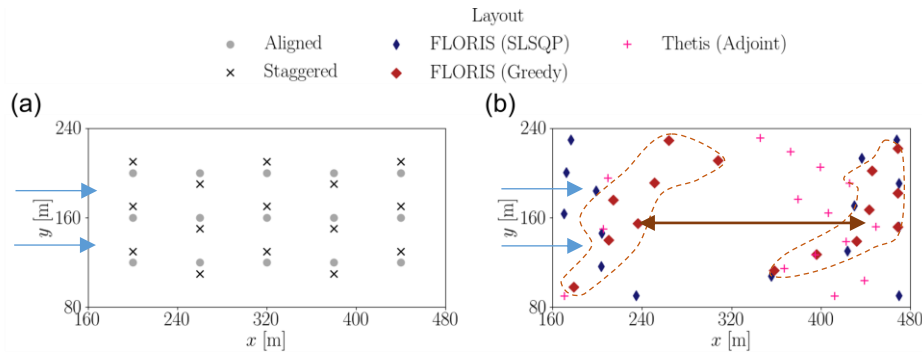 Layout
Aligned
FLORIS (SLSQP)
Thetis (Adjoint)
Staggered
FLORIS (Greedy)
(a)
(b)
240
160
80
y [m]
160
240
320
400
480
x [m]
240
160
80
y [m]
160
240
320
400
480
x [m]